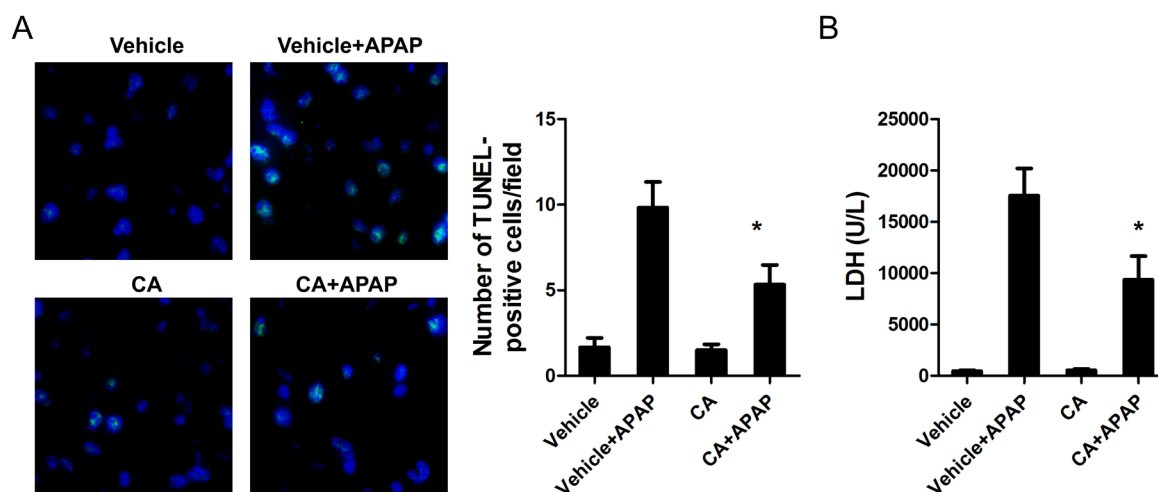 A
Vehicle
Vehicle+APAP
CA
CA+APAP
Number of TUNEL-
positive cells/field
15
10
5
0
Vehicle
Vehicle+APAP
CA
CA+APAP
*
B
LDH (U/L)
25000
20000
15000
10000
5000
0
Vehicle
Vehicle+APAP
CA
CA+APAP
*